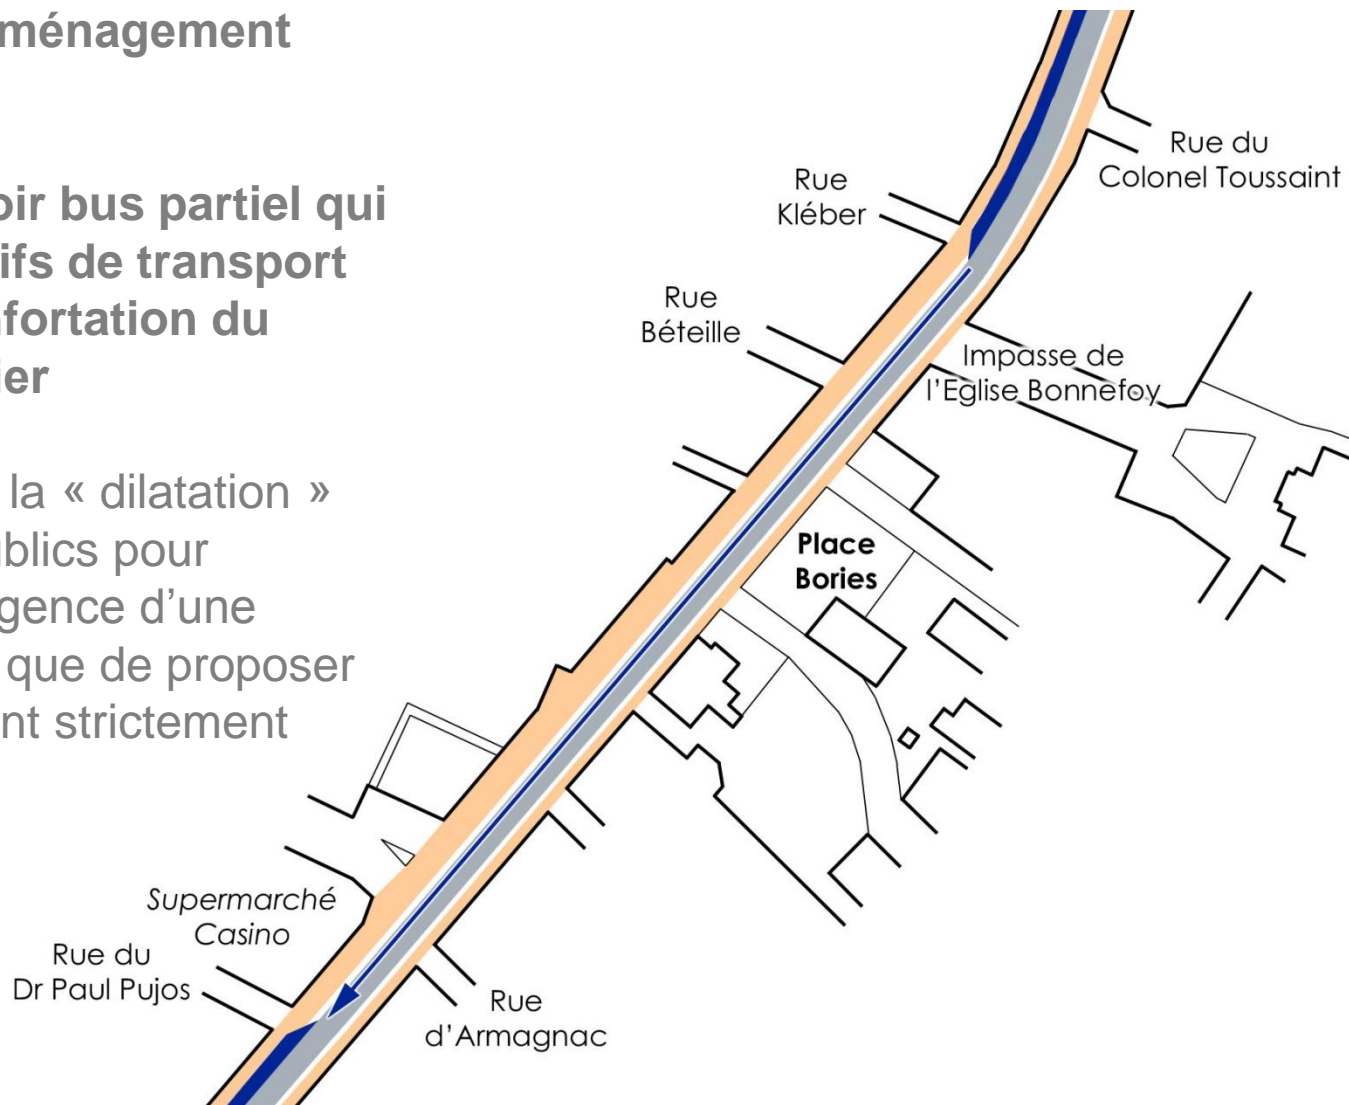 ménagement
oir bus partiel qui
ifs de transport
nfortation du
ier
la « dilatation »
ublics pour
gence d’une
que de proposer
nt strictement
Rue du
Colonel Toussaint
Rue
Kléber
Rue
Béteille
Impasse de
l’Eglise Bonnefoy
Place
Bories
Supermarché
Casino
Rue du
Dr Paul Pujos
Rue
d’Armagnac